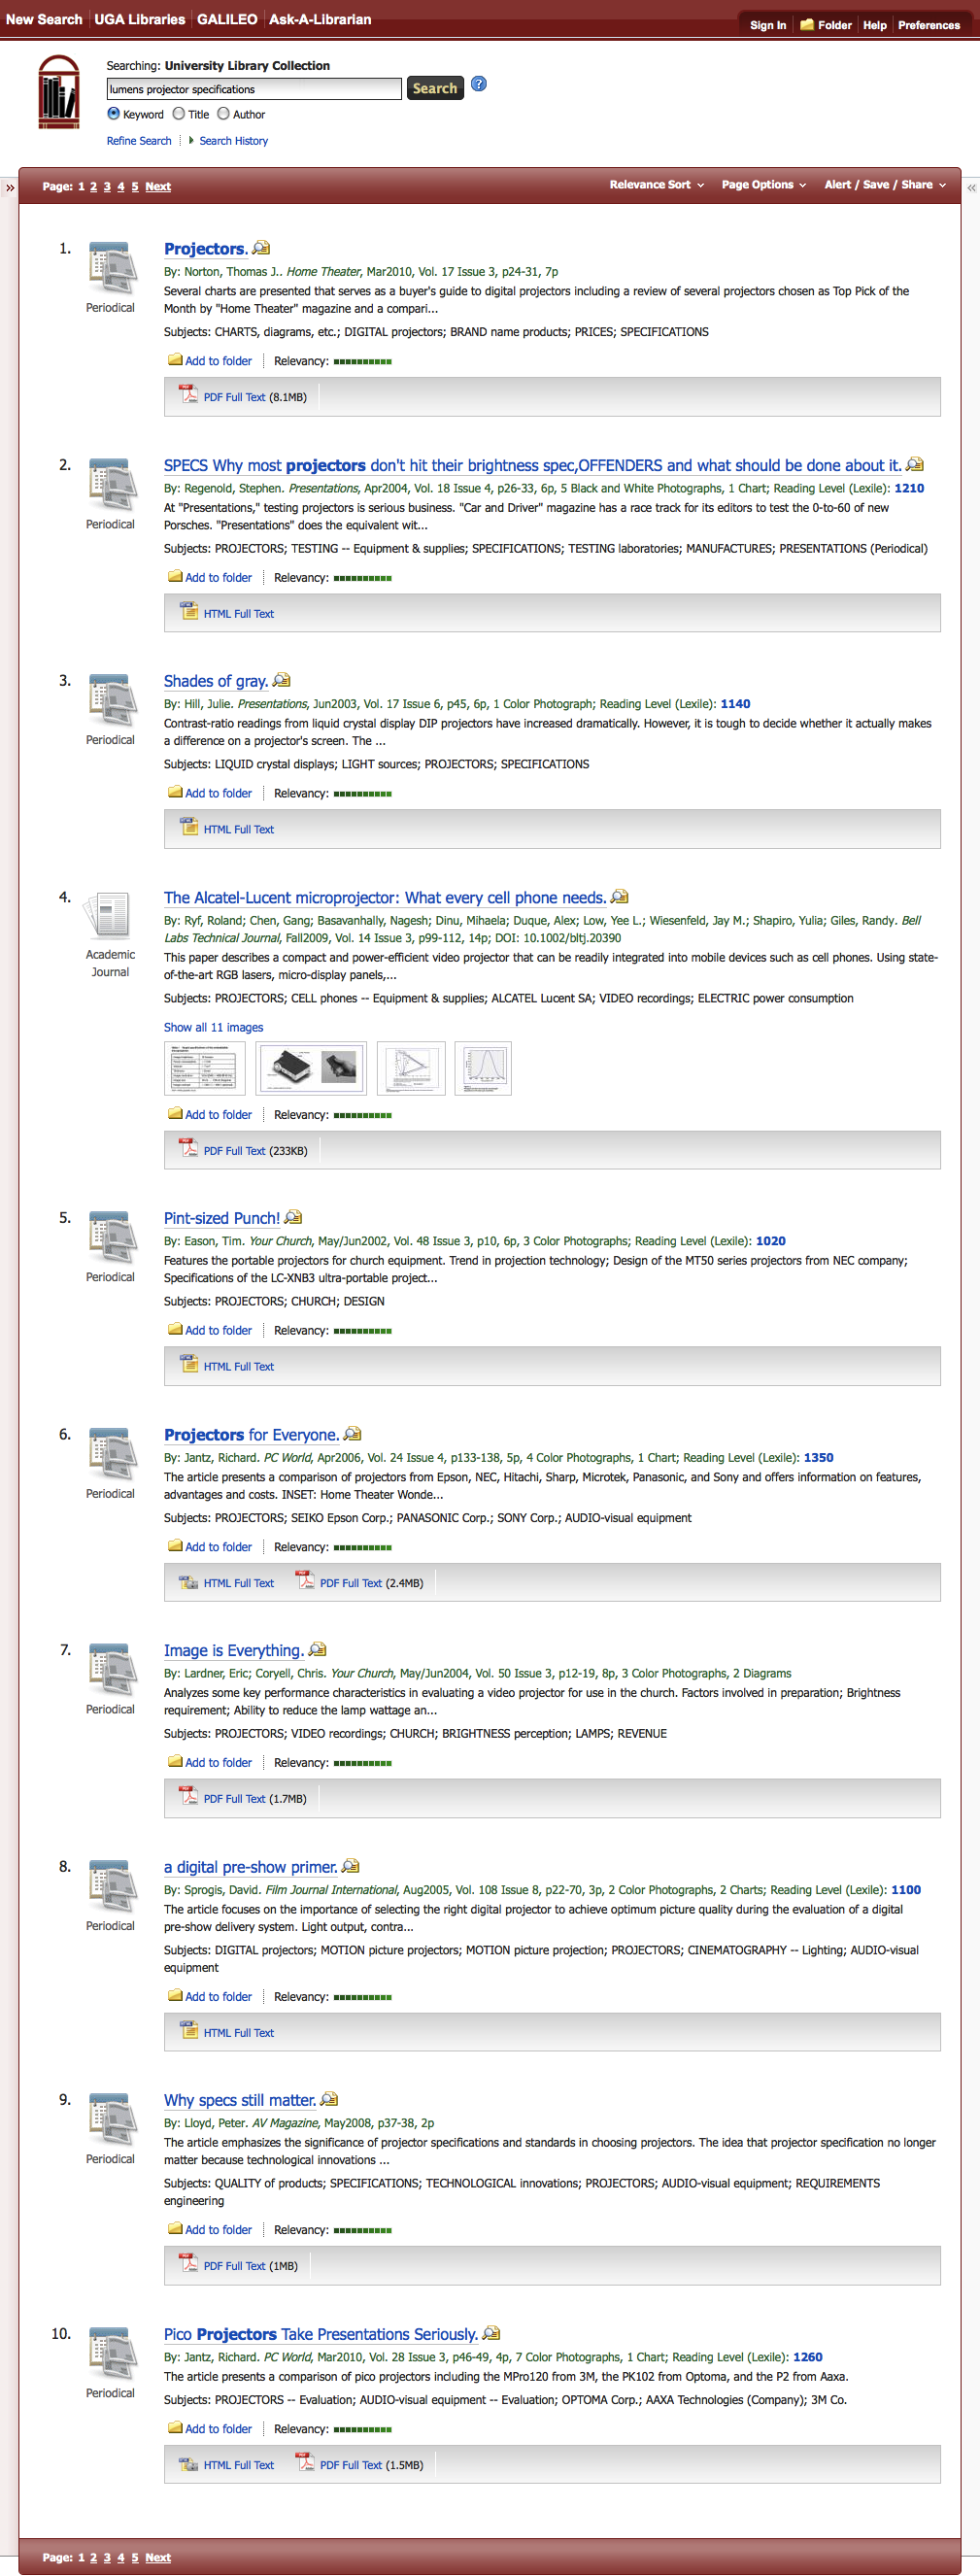 New Search UGA Libraries GALILEO Ask-A-Librarian
Sign In Folder Help Preferences
Searching: University Library Collection
lumens projector specifications Search ?
Keyword Title Author
Refine Search Search History
Page: 1 2 3 4 5 Next
Relevance Sort Page Options Alert / Save / Share
1. Projectors.
Periodical
By: Norton, Thomas J.. Home Theater, Mar2010, Vol. 17 Issue 3, p24-31, 7p
Several charts are presented that serves as a buyer's guide to digital projectors including a review of several projectors chosen as Top Pick of the
Month by "Home Theater" magazine and a compari...
Subjects: CHARTS, diagrams, etc.; DIGITAL projectors; BRAND name products; PRICES; SPECIFICATIONS
Add to folder Relevancy:
PDF Full Text (8.1MB)
2. SPECS Why most projectors don't hit their brightness spec,OFFENDERS and what should be done about it.
Periodical
By: Regenold, Stephen. Presentations, Apr2004, Vol. 18 Issue 4, p26-33, 6p, 5 Black and White Photographs, 1 Chart; Reading Level (Lexile): 1210
At "Presentations," testing projectors is serious business. "Car and Driver" magazine has a race track for its editors to test the 0-to-60 of new
Porsches. "Presentations" does the equivalent wit...
Subjects: PROJECTORS; TESTING -- Equipment & supplies; SPECIFICATIONS; TESTING laboratories; MANUFACTURES; PRESENTATIONS (Periodical)
Add to folder Relevancy:
HTML Full Text
3. Shades of gray.
Periodical
By: Hill, Julie. Presentations, Jun2003, Vol. 17 Issue 6, p45, 6p, 1 Color Photograph; Reading Level (Lexile): 1140
Contrast-ratio readings from liquid crystal display DIP projectors have increased dramatically. However, it is tough to decide whether it actually makes
a difference on a projector's screen. The ...
Subjects: LIQUID crystal displays; LIGHT sources; PROJECTORS; SPECIFICATIONS
Add to folder Relevancy:
HTML Full Text
4. The Alcatel-Lucent microprojector: What every cell phone needs.
Academic
Journal
By: Ryf, Roland; Chen, Gang; Basavanhally, Nagesh; Dinu, Mihaela; Duque, Alex; Low, Yee L.; Wiesenfeld, Jay M.; Shapiro, Yulia; Giles, Randy. Bell
Labs Technical Journal, Fall2009, Vol. 14 Issue 3, p99-112, 14p; DOI: 10.1002/bltj.20390
This paper describes a compact and power-efficient video projector that can be readily integrated into mobile devices such as cell phones. Using state-
of-the-art RGB lasers, micro-display panels,...
Subjects: PROJECTORS; CELL phones -- Equipment & supplies; ALCATEL Lucent SA; VIDEO recordings; ELECTRIC power consumption
Show all 11 images
Add to folder Relevancy:
PDF Full Text (233KB)
5. Pint-sized Punch!
Periodical
By: Eason, Tim. Your Church, May/Jun2002, Vol. 48 Issue 3, p10, 6p, 3 Color Photographs; Reading Level (Lexile): 1020
Features the portable projectors for church equipment. Trend in projection technology; Design of the MT50 series projectors from NEC company;
Specifications of the LC-XNB3 ultra-portable project...
Subjects: PROJECTORS; CHURCH; DESIGN
Add to folder Relevancy:
HTML Full Text
6. Projectors for Everyone.
Periodical
By: Jantz, Richard. PC World, Apr2006, Vol. 24 Issue 4, p133-138, 5p, 4 Color Photographs, 1 Chart; Reading Level (Lexile): 1350
The article presents a comparison of projectors from Epson, NEC, Hitachi, Sharp, Microtek, Panasonic, and Sony and offers information on features,
advantages and costs. INSET: Home Theater Wonde...
Subjects: PROJECTORS; SEIKO Epson Corp.; PANASONIC Corp.; SONY Corp.; AUDIO-visual equipment
Add to folder Relevancy:
HTML Full Text PDF Full Text (2.4MB)
7. Image is Everything.
Periodical
By: Lardner, Eric; Coryell, Chris. Your Church, May/Jun2004, Vol. 50 Issue 3, p12-19, 8p, 3 Color Photographs, 2 Diagrams
Analyzes some key performance characteristics in evaluating a video projector for use in the church. Factors involved in preparation; Brightness
requirement; Ability to reduce the lamp wattage an...
Subjects: PROJECTORS; VIDEO recordings; CHURCH; BRIGHTNESS perception; LAMPS; REVENUE
Add to folder Relevancy:
PDF Full Text (1.7MB)
8. a digital pre-show primer.
Periodical
By: Sprogis, David. Film Journal International, Aug2005, Vol. 108 Issue 8, p22-70, 3p, 2 Color Photographs, 2 Charts; Reading Level (Lexile): 1100
The article focuses on the importance of selecting the right digital projector to achieve optimum picture quality during the evaluation of a digital
pre-show delivery system. Light output, contra...
Subjects: DIGITAL projectors; MOTION picture projectors; MOTION picture projection; PROJECTORS; CINEMATOGRAPHY -- Lighting; AUDIO-visual
equipment
Add to folder Relevancy:
HTML Full Text
9. Why specs still matter.
Periodical
By: Lloyd, Peter. AV Magazine, May2008, p37-38, 2p
The article emphasizes the significance of projector specifications and standards in choosing projectors. The idea that projector specification no longer
matter because technological innovations ...
Subjects: QUALITY of products; SPECIFICATIONS; TECHNOLOGICAL innovations; PROJECTORS; AUDIO-visual equipment; REQUIREMENTS
engineering
Add to folder Relevancy:
PDF Full Text (1MB)
10. Pico Projectors Take Presentations Seriously.
Periodical
By: Jantz, Richard. PC World, Mar2010, Vol. 28 Issue 3, p46-49, 4p, 7 Color Photographs, 1 Chart; Reading Level (Lexile): 1260
The article presents a comparison of pico projectors including the MPro120 from 3M, the PK102 from Optoma, and the P2 from Aaxa.
Subjects: PROJECTORS -- Evaluation; AUDIO-visual equipment -- Evaluation; OPTOMA Corp.; AAXA Technologies (Company); 3M Co.
Add to folder Relevancy:
HTML Full Text PDF Full Text (1.5MB)
Page: 1 2 3 4 5 Next